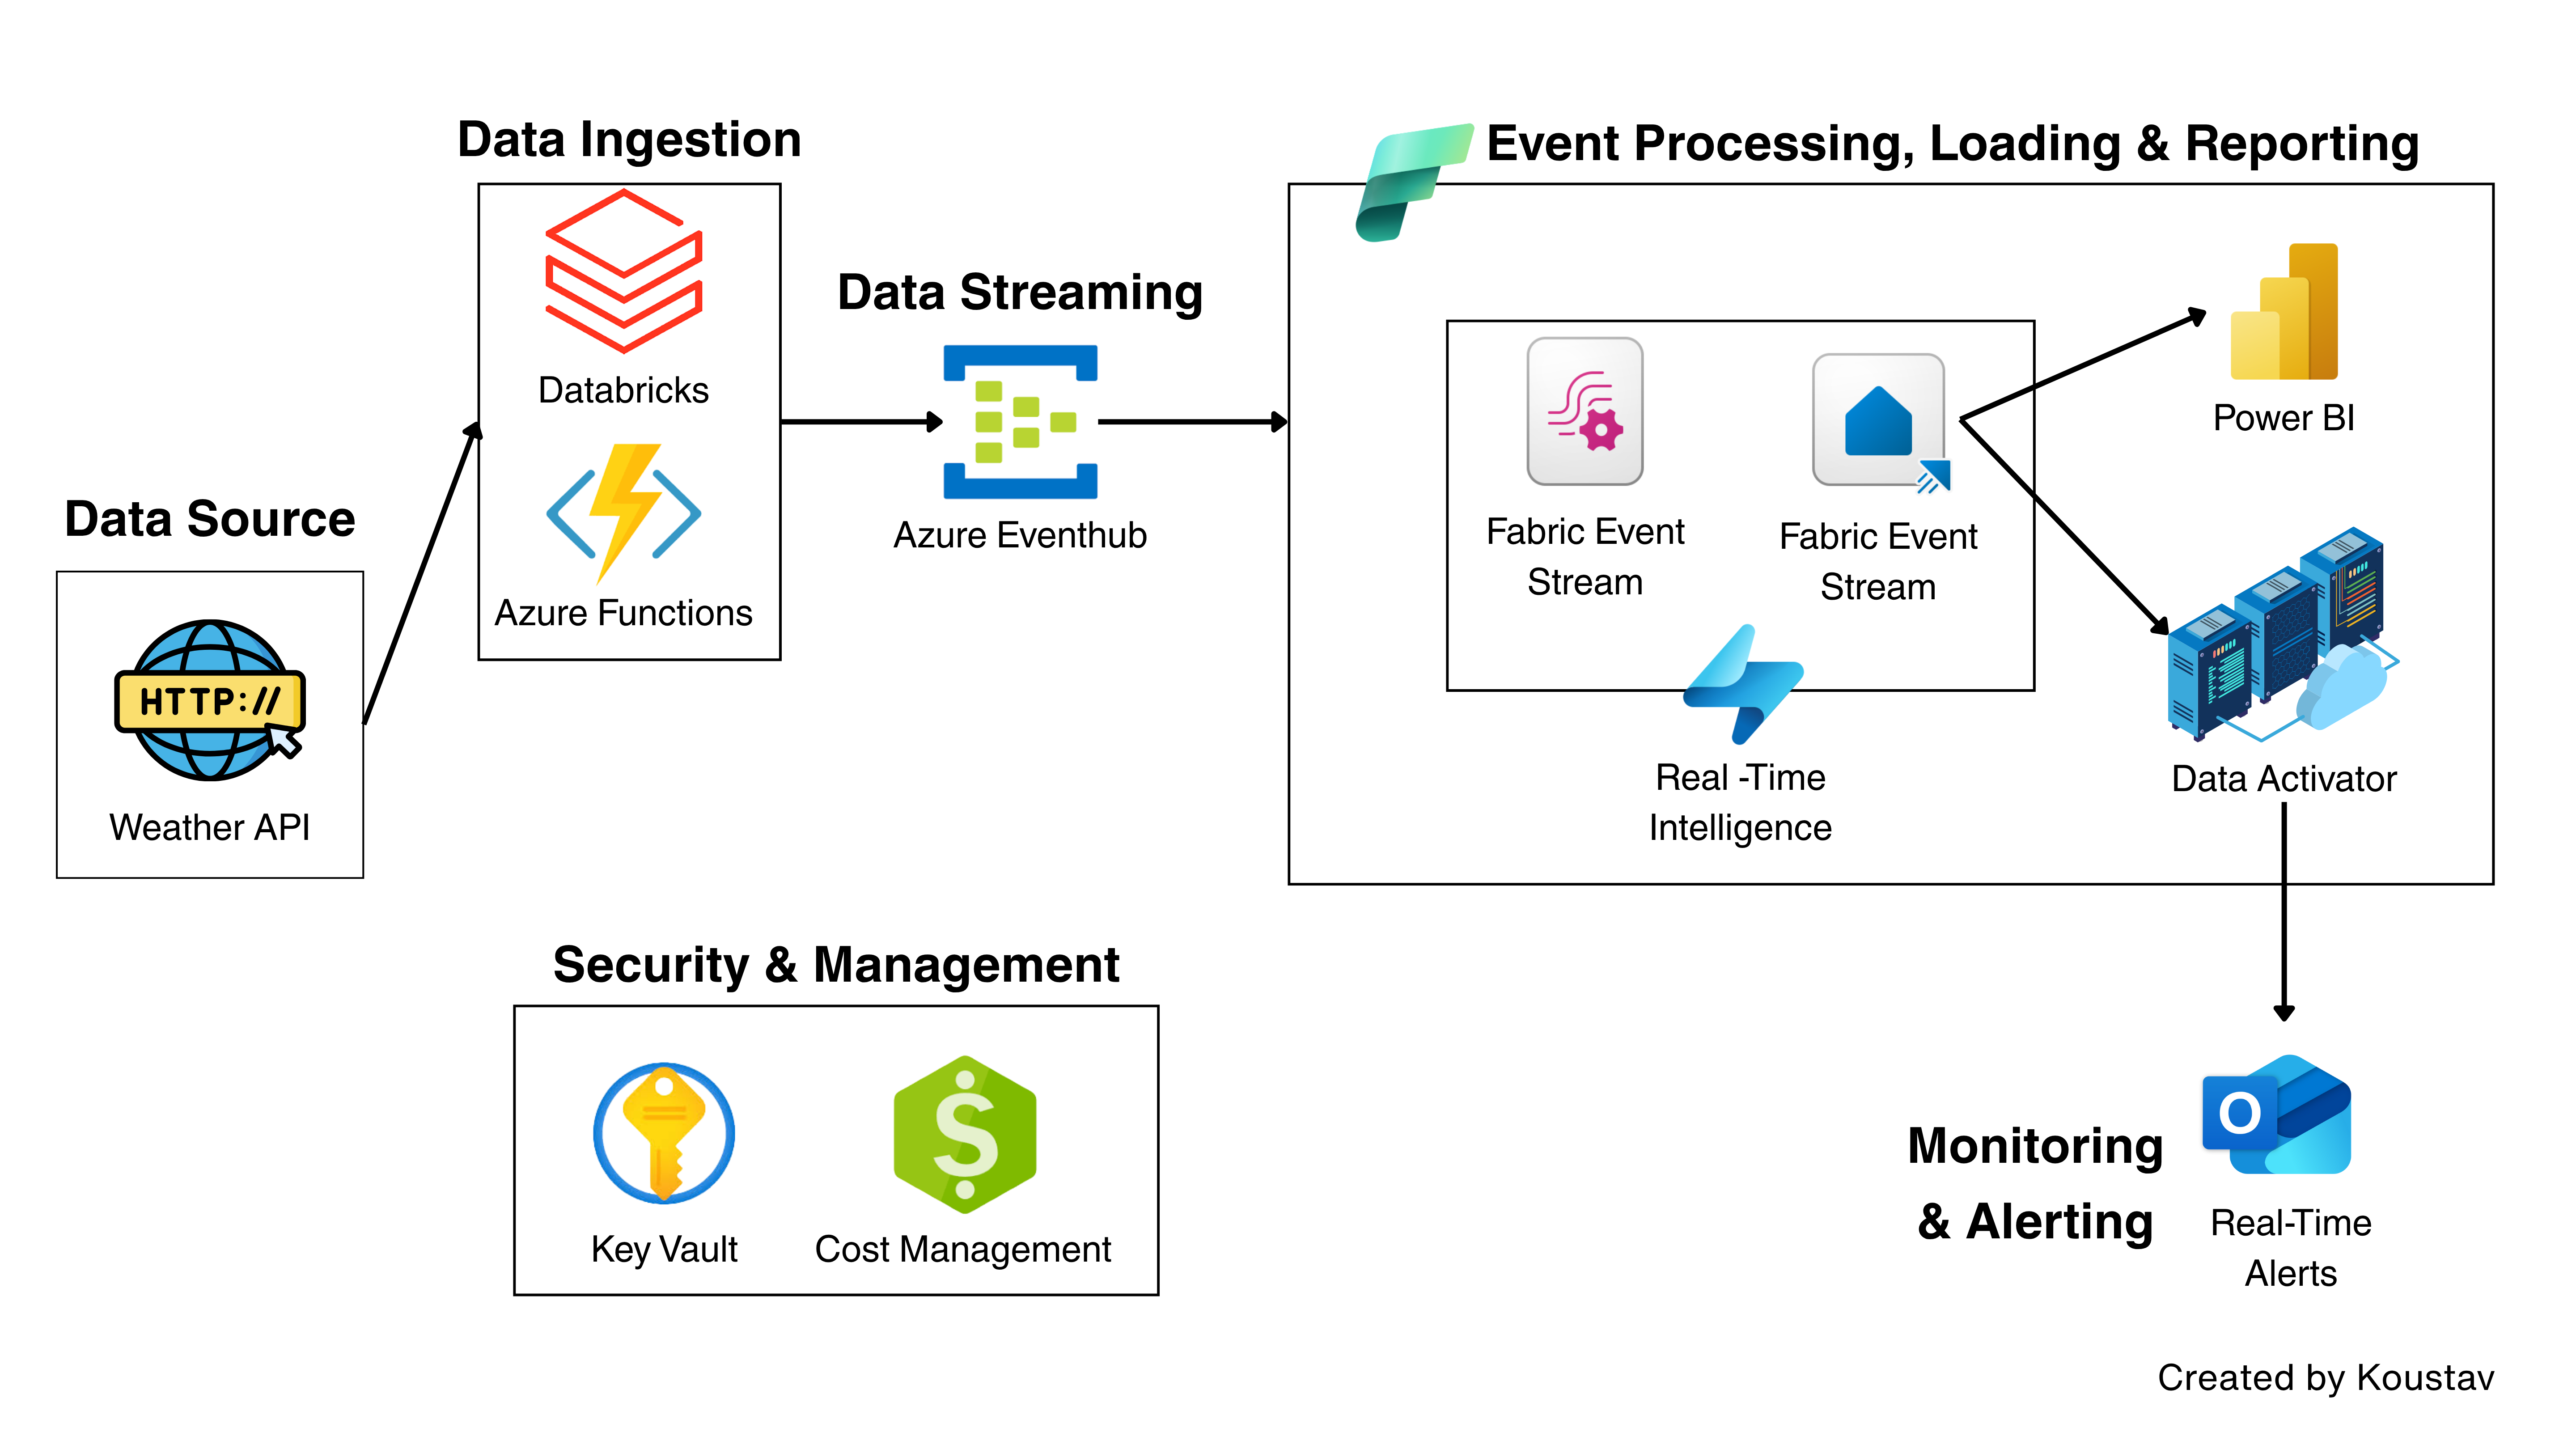 Data Source
HTTP://
Weather API
Data Ingestion
Databricks
Azure Functions
Data Streaming
Azure Eventhub
Event Processing, Loading & Reporting
Fabric Event
Stream
Fabric Event
Stream
Real -Time
Intelligence
Power BI
Data Activator
Security & Management
Key Vault
$
Cost Management
Monitoring
& Alerting
O
Real-Time
Alerts
Created by Koustav